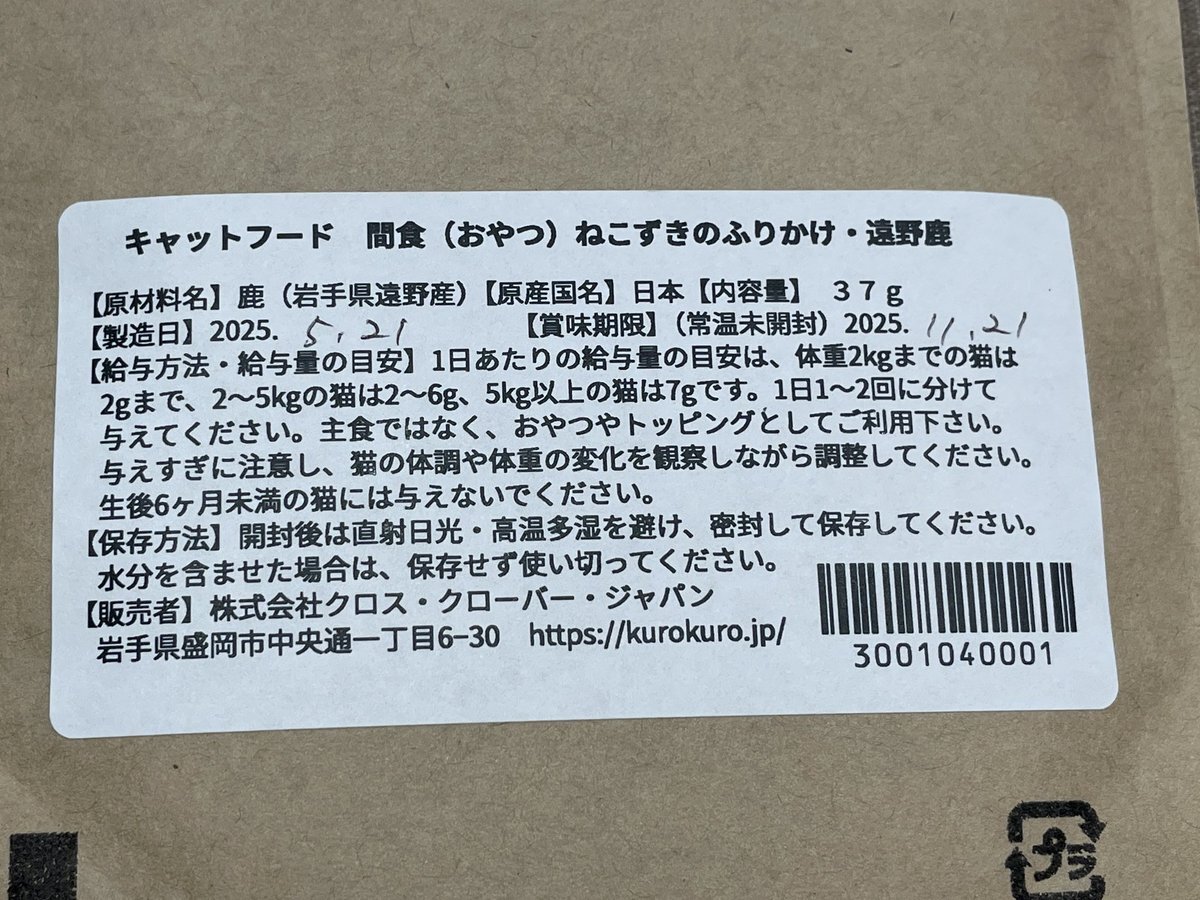 キャットフード　間食（おやつ）ねこずきのふりかけ・遠野鹿
【原材料名】鹿（岩手県遠野産）【原産国名】日本【内容量】　３７ｇ
【製造日】2025. 5.21　【賞味期限】（常温未開封）2025. 11.21
【給与方法・給与量の目安】1日あたりの給与量の目安は、体重2kgまでの猫は
2gまで、2〜5kgの猫は2〜6g、5kg以上の猫は7gです。1日1〜2回に分けて
与えてください。主食ではなく、おやつやトッピングとしてご利用下さい。
与えすぎに注意し、猫の体調や体重の変化を観察しながら調整してください。
生後6ヶ月未満の猫には与えないでください。
【保存方法】開封後は直射日光・高温多湿を避け、密封して保存してください。
水分を含ませた場合は、保存せず使い切ってください。
【販売者】株式会社クロス・クローバー・ジャパン
岩手県盛岡市中央通一丁目6−30　https://kurokuro.jp/
3001040001
プラ